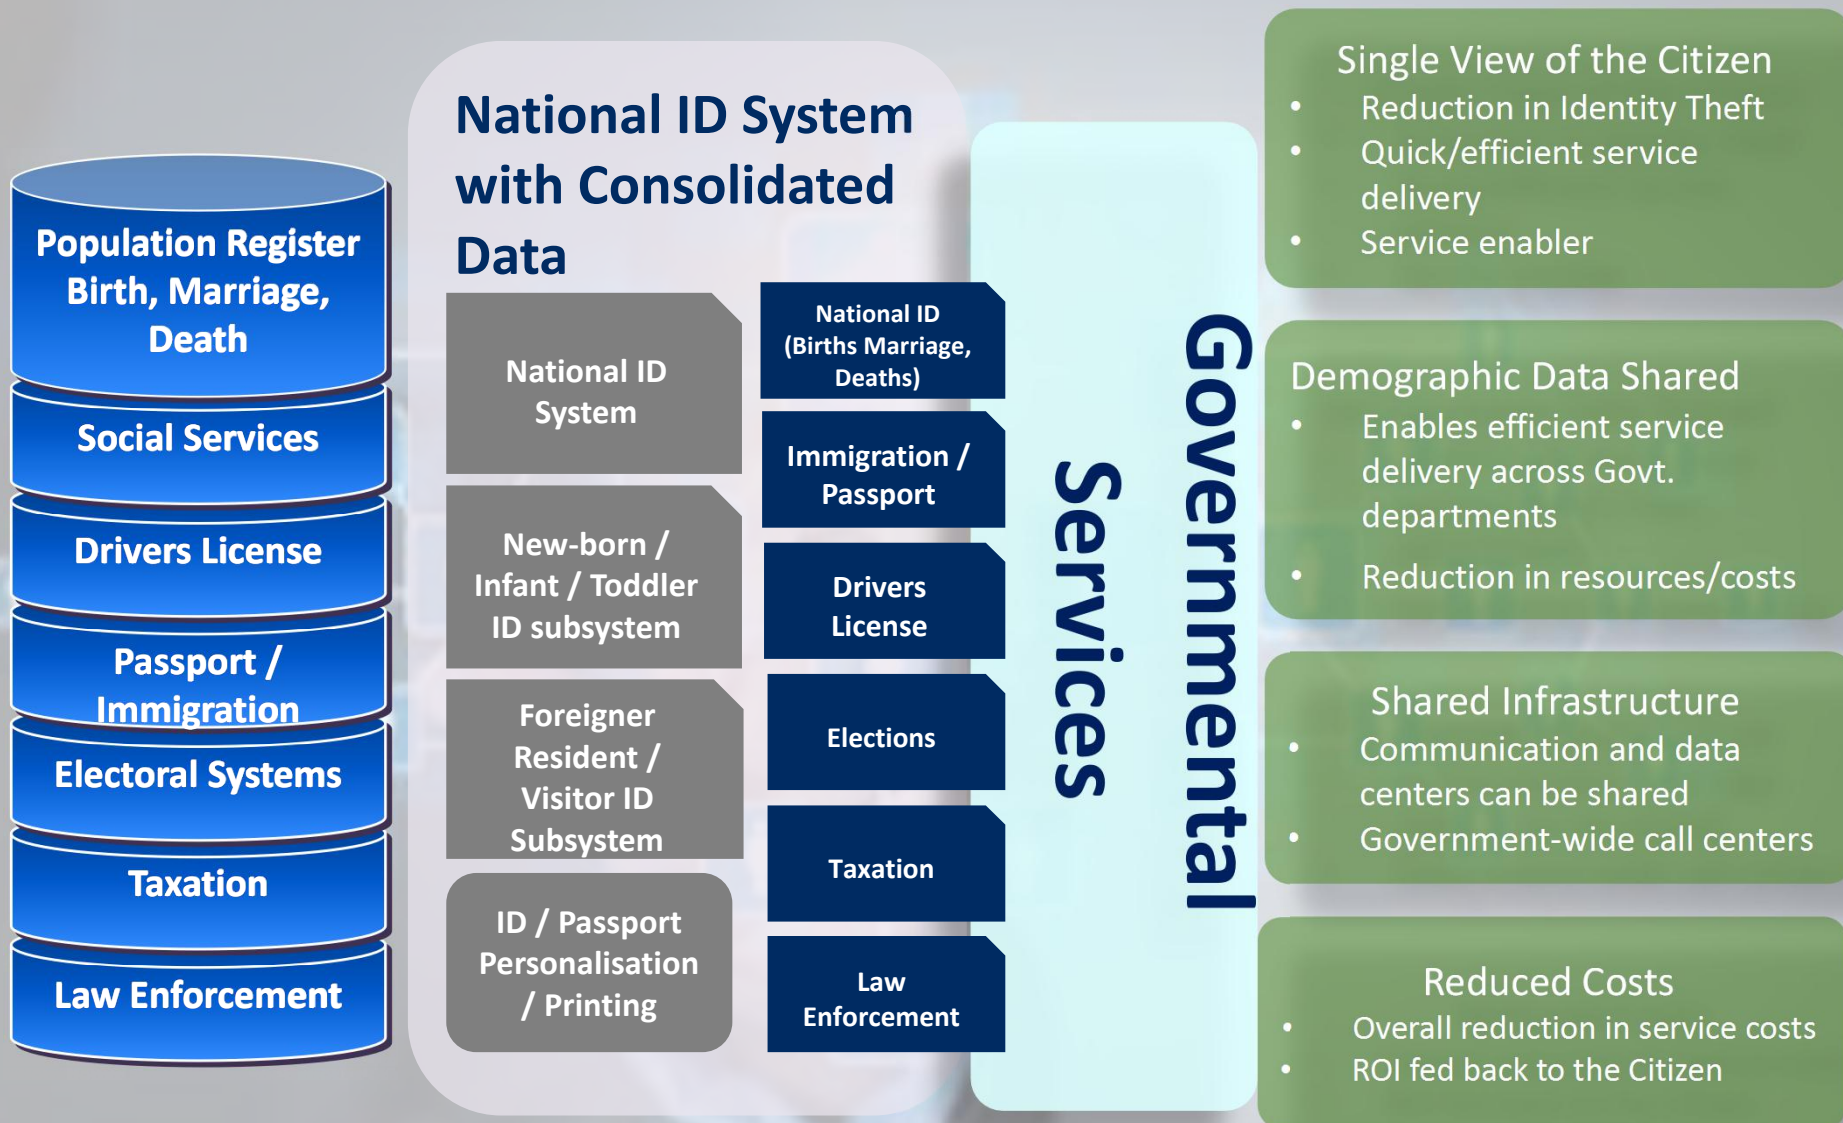 Population Register
Birth, Marriage,
Death
Social Services
Drivers License
Passport /
Immigration
Electoral Systems
Taxation
Law Enforcement
National ID System
with Consolidated
Data
National ID
System
New-born /
Infant / Toddler
ID subsystem
Foreigner
Resident /
Visitor ID
Subsystem
ID / Passport
Personalisation
/ Printing
National ID
(Births Marriage,
Deaths)
Immigration /
Passport
Drivers
License
Elections
Taxation
Law
Enforcement
Governmental
Services
Single View of the Citizen
• Reduction in Identity Theft
• Quick/efficient service
delivery
• Service enabler
Demographic Data Shared
• Enables efficient service
delivery across Govt.
departments
• Reduction in resources/costs
Shared Infrastructure
• Communication and data
centers can be shared
• Government-wide call centers
Reduced Costs
• Overall reduction in service costs
• ROI fed back to the Citizen